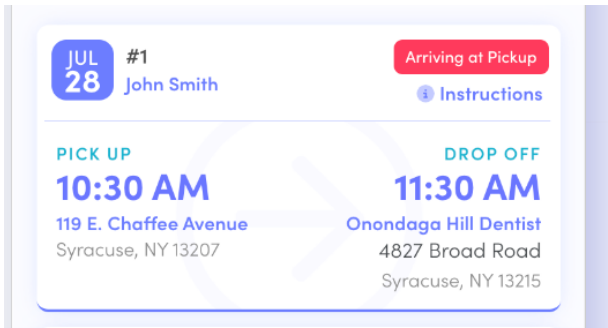 JUL
28
#1
John Smith
Arriving at Pickup
i Instructions
PICK UP
10:30 AM
119 E. Chaffee Avenue
Syracuse, NY 13207
DROP OFF
11:30 AM
Onondaga Hill Dentist
4827 Broad Road
Syracuse, NY 13215